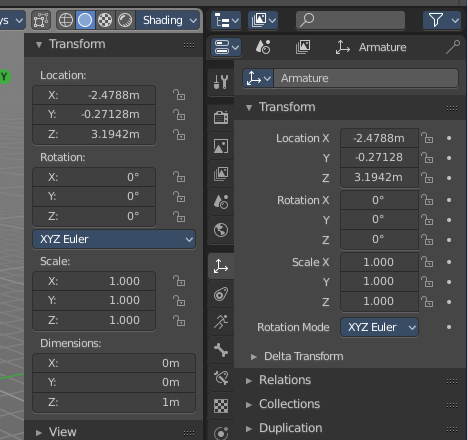 ys
Shading
Y
Transform
Location:
X: -2.4788m
Y: -0.27128m
Z: 3.1942m
Rotation:
X: 0°
Y: 0°
Z: 0°
XYZ Euler
Scale:
X: 1.000
Y: 1.000
Z: 1.000
Dimensions:
X: 0m
Y: 0m
Z: 1m
View
Armature
Armature
Transform
Location X -2.4788m
Y -0.27128
Z 3.1942m
Rotation X 0°
Y 0°
Z 0°
Scale X 1.000
Y 1.000
Z 1.000
Rotation Mode XYZ Euler
Delta Transform
Relations
Collections
Duplication